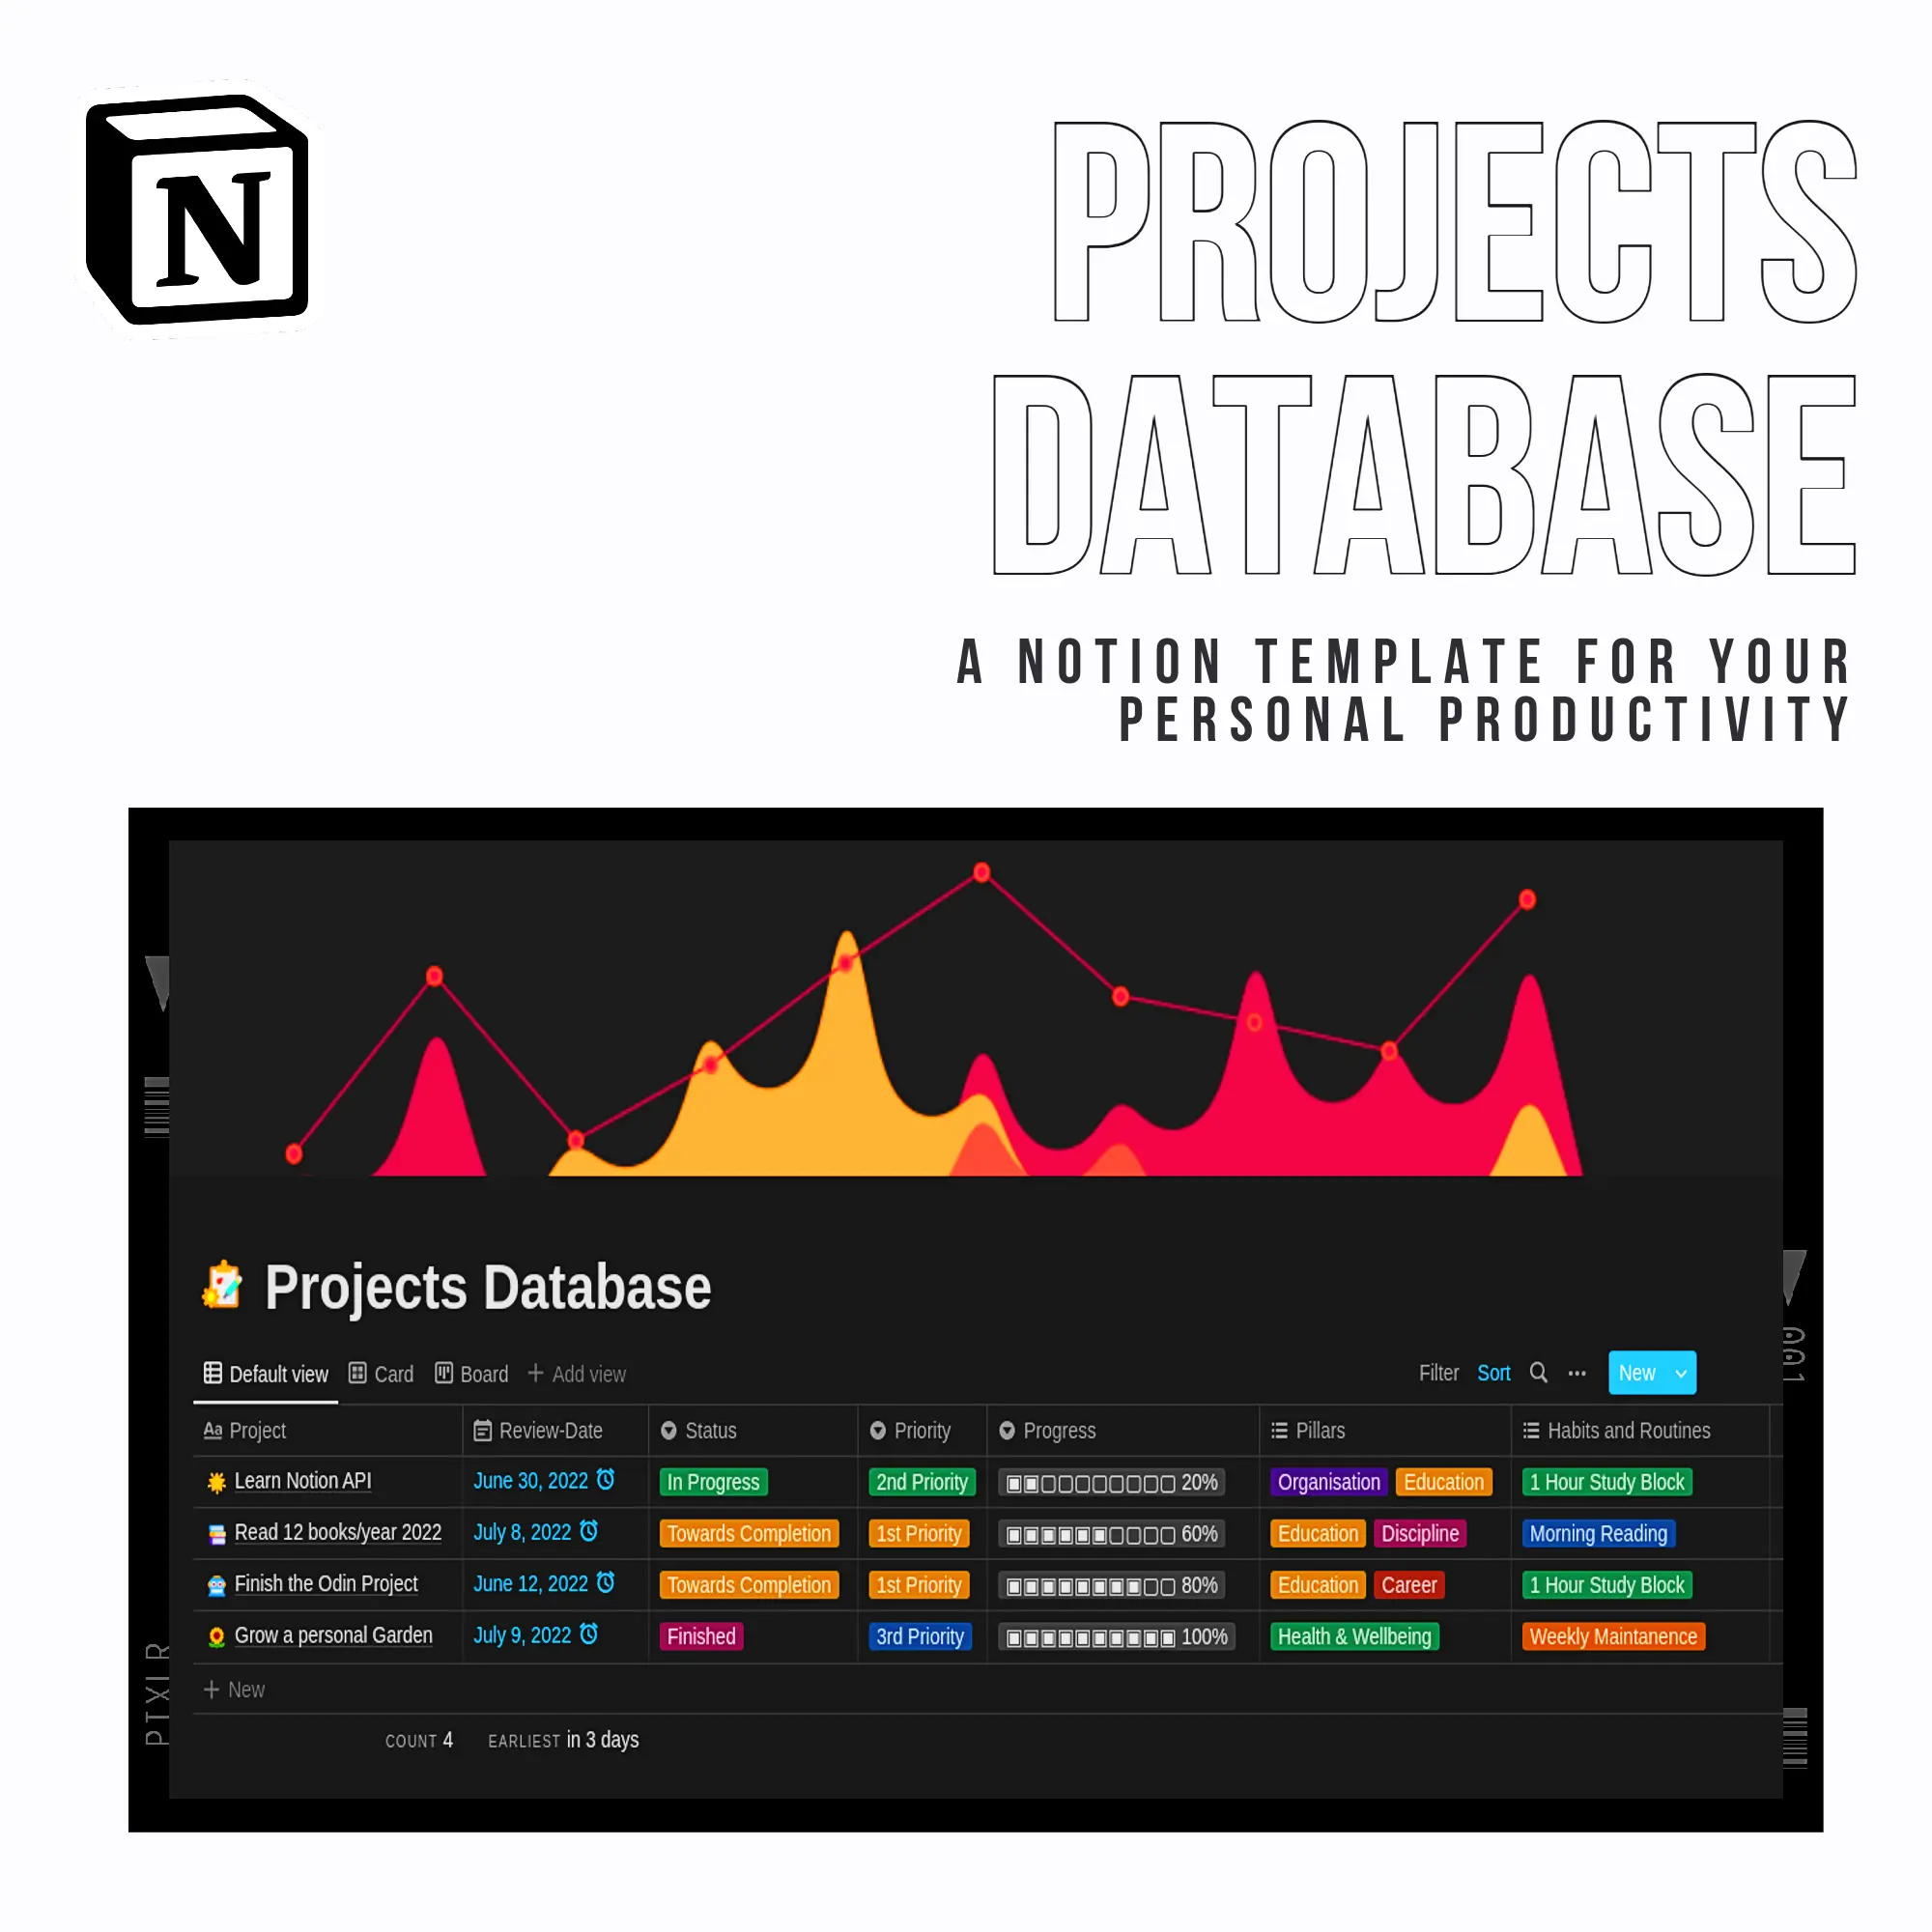 N
PROJECTS
DATABASE
A NOTION TEMPLATE FOR YOUR
PERSONAL PRODUCTIVITY
Projects Database
Default view Card Board + Add view Filter Sort ••• New
Aa Project Review-Date Status Priority Progress Pillars Habits and Routines
Learn Notion API June 30, 2022 In Progress 2nd Priority ▣▣▢▢▢▢▢▢▢▢ 20% Organisation Education 1 Hour Study Block
Read 12 books/year 2022 July 8, 2022 Towards Completion 1st Priority ▣▣▣▣▣▣▢▢▢▢ 60% Education Discipline Morning Reading
Finish the Odin Project June 12, 2022 Towards Completion 1st Priority ▣▣▣▣▣▣▣▣▢▢ 80% Education Career 1 Hour Study Block
Grow a personal Garden July 9, 2022 Finished 3rd Priority ▣▣▣▣▣▣▣▣▣▣ 100% Health & Wellbeing Weekly Maintanence
+ New
COUNT 4 EARLIEST in 3 days